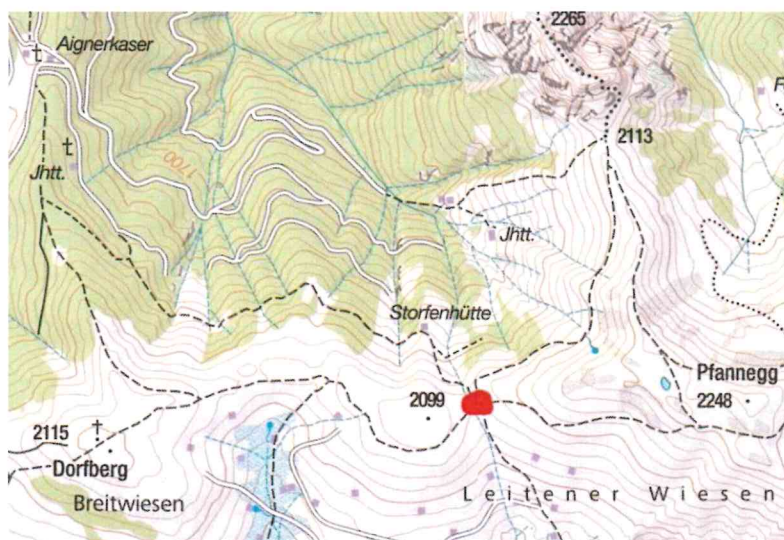 2265
Aignerkaser
2113
Jhtt.
1700
Jhtt.
Storfenhütte
Pfannegg
2099
2248
2115
Dorfberg
Breitwiesen
Leitener Wiesen